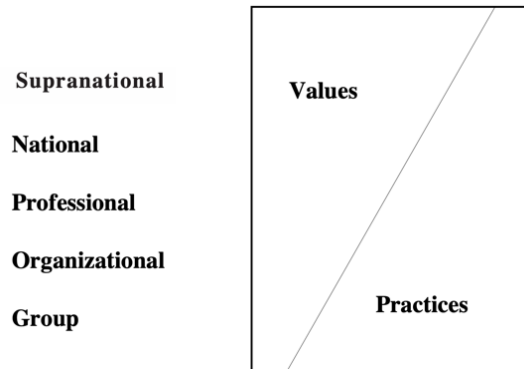 Supranational
Values
National
Professional
Organizational
Practices
Group